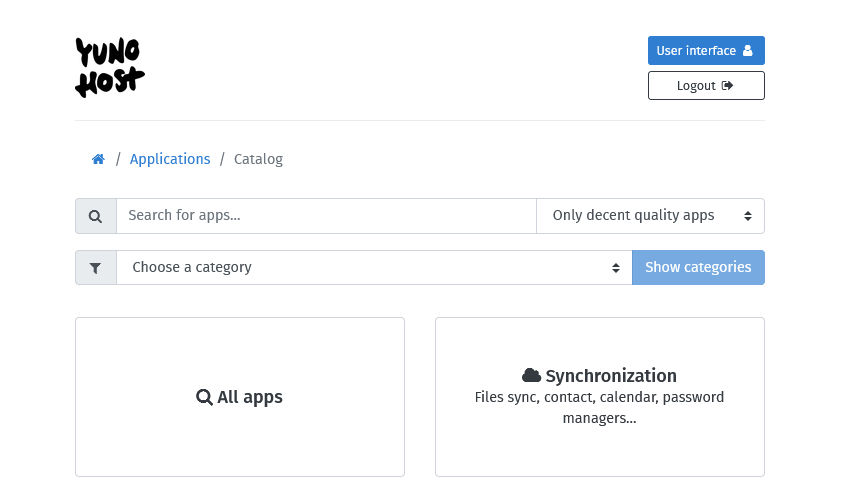 YUNO
HOST
User interface
Logout
/ Applications / Catalog
Search for apps...
Only decent quality apps
Choose a category
Show categories
All apps
Synchronization
Files sync, contact, calendar, password
managers...